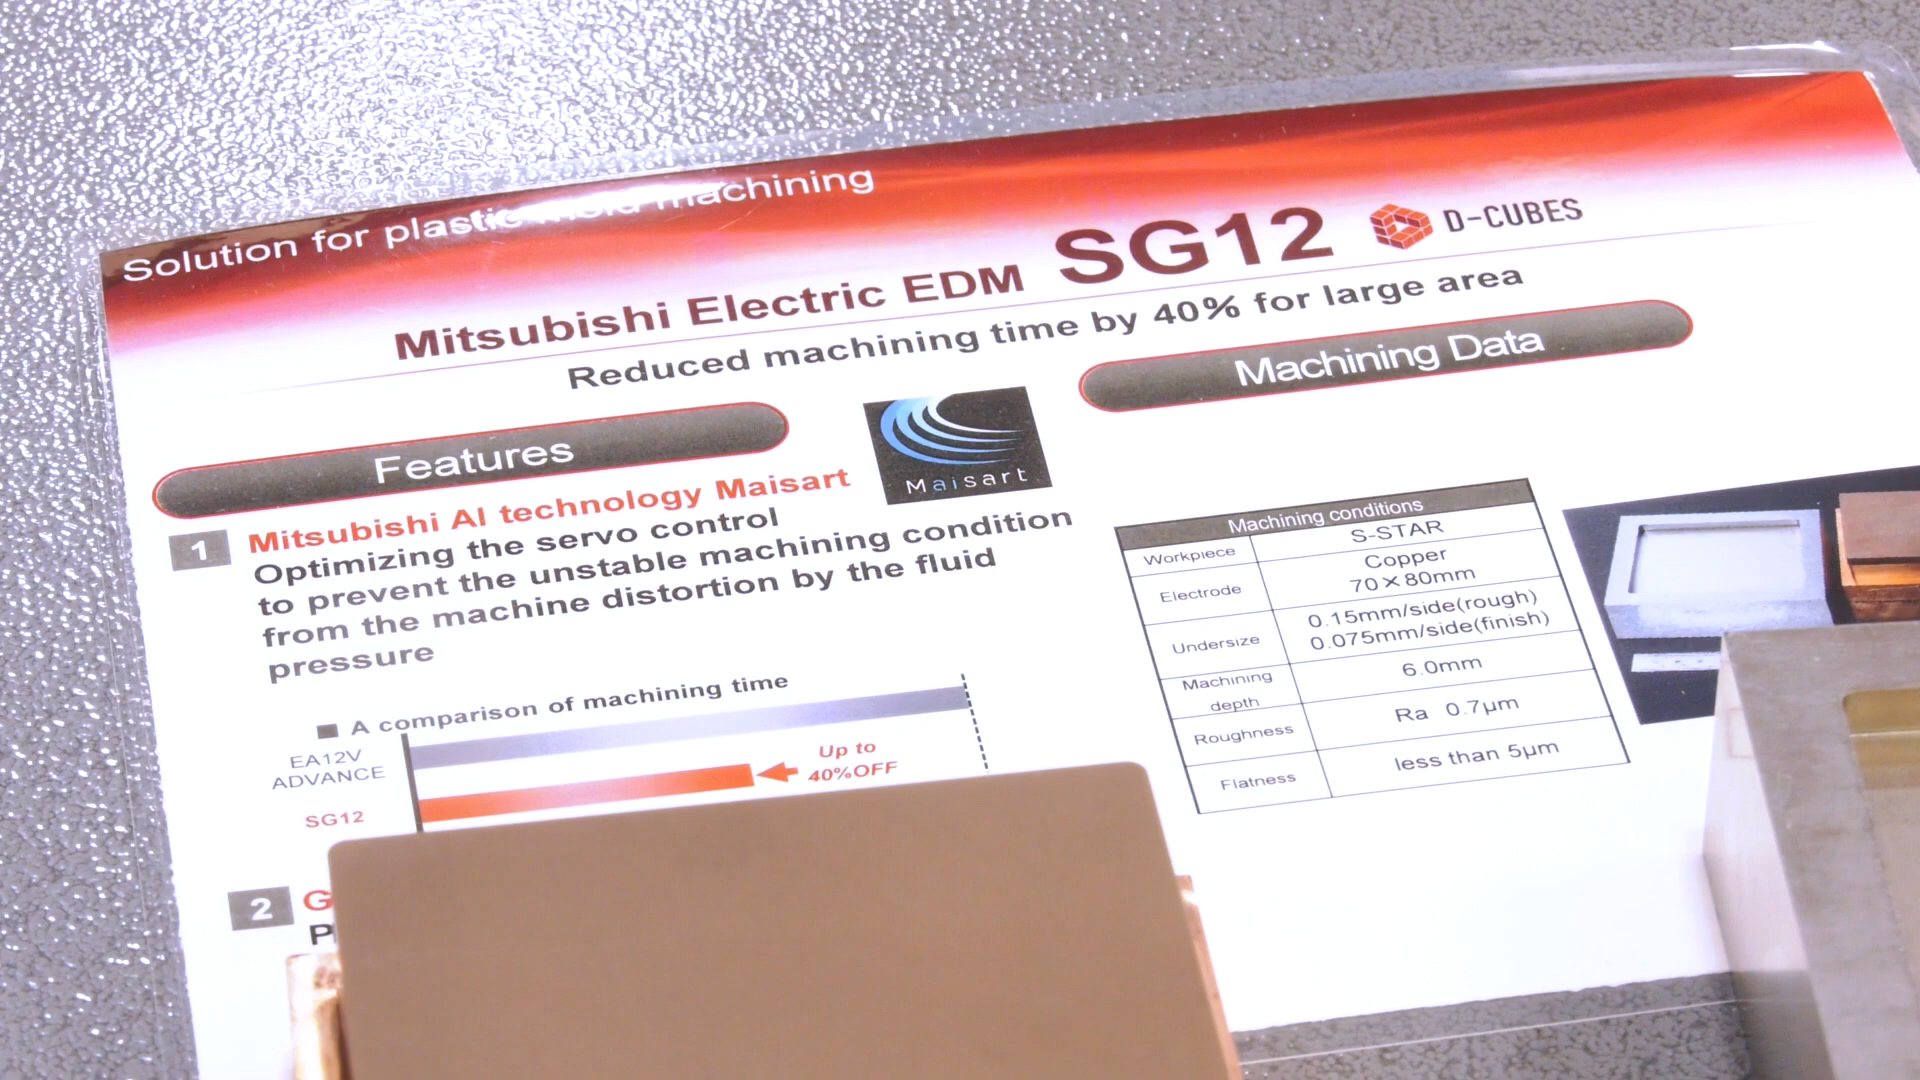 Solution for plastic mold machining
Mitsubishi Electric EDM SG12
D-CUBES
Reduced machining time by 40% for large area
Features
Maisart
1
Mitsubishi AI technology Maisart
Optimizing the servo control
to prevent the unstable machining condition
from the machine distortion by the fluid
pressure
■ A comparison of machining time
EA12V
ADVANCE
Up to
40%OFF
SG12
2
G
P
Machining Data
Machining conditions
Workpiece S-STAR
Electrode Copper
70×80mm
Undersize 0.15mm/side(rough)
0.075mm/side(finish)
Machining
depth 6.0mm
Roughness Ra 0.7μm
Flatness less than 5μm